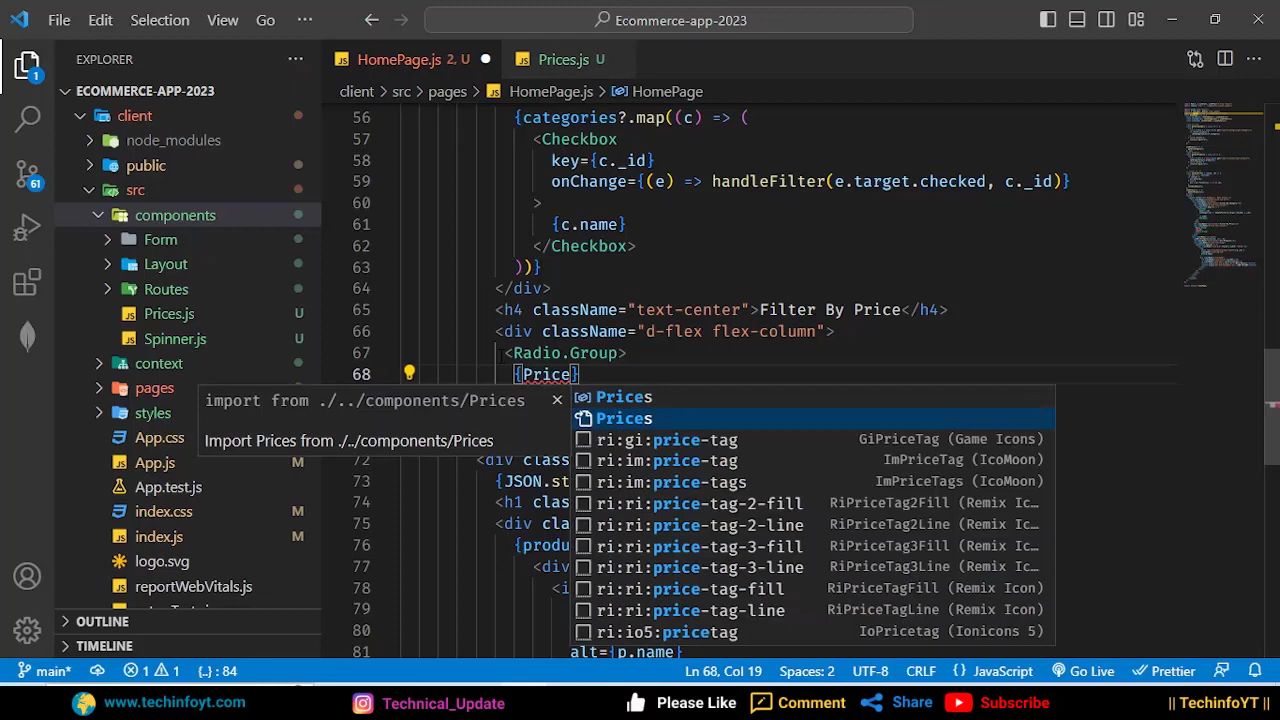 File Edit Selection View Go
Ecommerce-app-2023
EXPLORER
HomePage.js 2, U
Prices.js U
client > src > pages > HomePage.js > HomePage
ECOMMERCE-APP-2023
client
node_modules
public
src
components
Form
Layout
Routes
Prices.js U
Spinner.js U
context
pages
styles
App.css
App.js M
App.test.js
index.css M
index.js M
logo.svg
reportWebVitals.js
OUTLINE
TIMELINE
1
61
56 {categories?.map((c) => (
57 <Checkbox
58 key={c._id}
59 onChange={(e) => handleFilter(e.target.checked, c._id)}
60 >
61 {c.name}
62 </Checkbox>
63 ))}
64 </div>
65 <h4 className="text-center">Filter By Price</h4>
66 <div className="d-flex flex-column">
67 <Radio.Group>
68 {Price}
import from ./../components/Prices
Import Prices from ./../components/Prices
Prices
Prices
ri:gi:price-tag GiPriceTag (Game Icons)
ri:im:price-tag ImPriceTag (IcoMoon)
ri:im:price-tags ImPriceTags (IcoMoon)
ri:ri:price-tag-2-fill RiPriceTag2Fill (Remix Ic…
ri:ri:price-tag-2-line RiPriceTag2Line (Remix Ic…
ri:ri:price-tag-3-fill RiPriceTag3Fill (Remix Ic…
ri:ri:price-tag-3-line RiPriceTag3Line (Remix Ic…
ri:ri:price-tag-fill RiPriceTagFill (Remix Icon)
ri:ri:price-tag-line RiPriceTagLine (Remix Icon)
ri:io5:pricetag IoPricetag (Ionicons 5)
72 <div class
73 {JSON.st
74 <h1 clas
75 <div cla
76 {produ
77 <div
78 <i
79
80
81 alt={p.name}
main* 1 1 {..} : 84 Ln 68, Col 19 Spaces: 2 UTF-8 CRLF {} JavaScript Go Live Prettier
www.techinfoyt.com Technical_Update Please Like Comment Share Subscribe || TechinfoYT ||